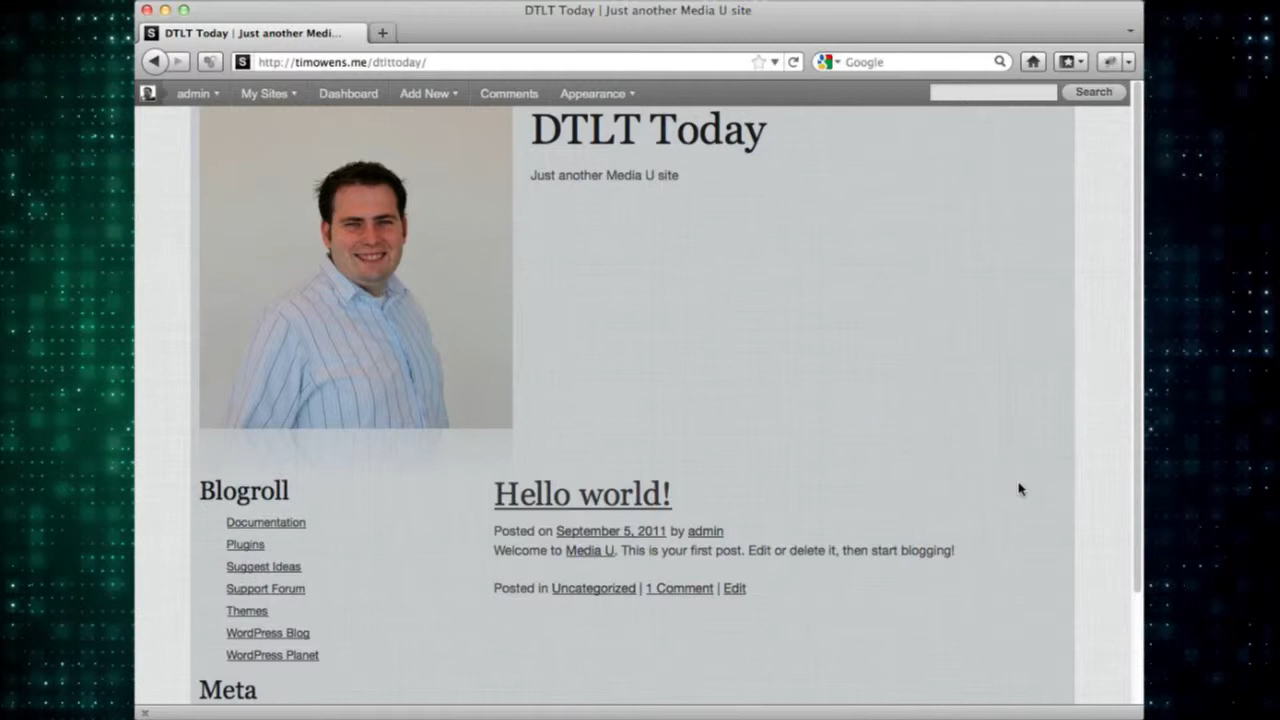 DTLT Today | Just another Media U site
DTLT Today | Just another Medi...
http://timowens.me/dtlttoday/
Google
admin My Sites Dashboard Add New Comments Appearance Search
DTLT Today
Just another Media U site
Blogroll
Documentation
Plugins
Suggest Ideas
Support Forum
Themes
WordPress Blog
WordPress Planet
Meta
Hello world!
Posted on September 5, 2011 by admin
Welcome to Media U. This is your first post. Edit or delete it, then start blogging!
Posted in Uncategorized | 1 Comment | Edit